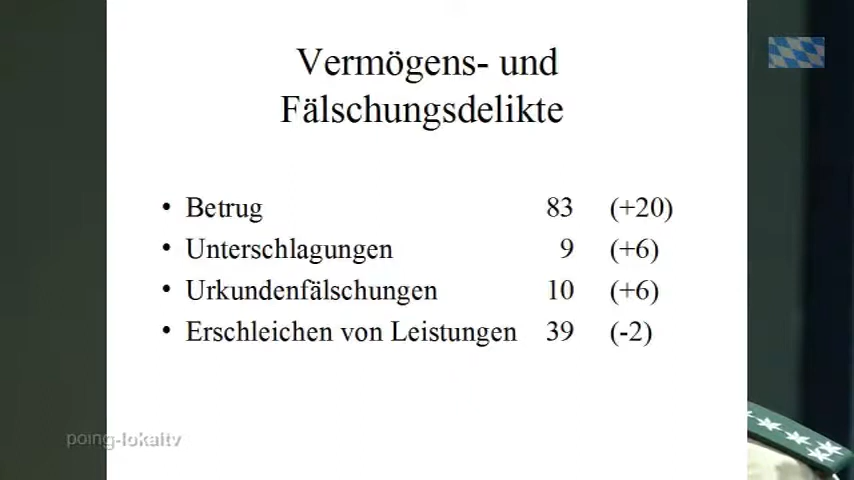 Vermögens- und
Fälschungsdelikte
• Betrug 83 (+20)
• Unterschlagungen 9 (+6)
• Urkundenfälschungen 10 (+6)
• Erschleichen von Leistungen 39 (-2)
poing-lokaltv